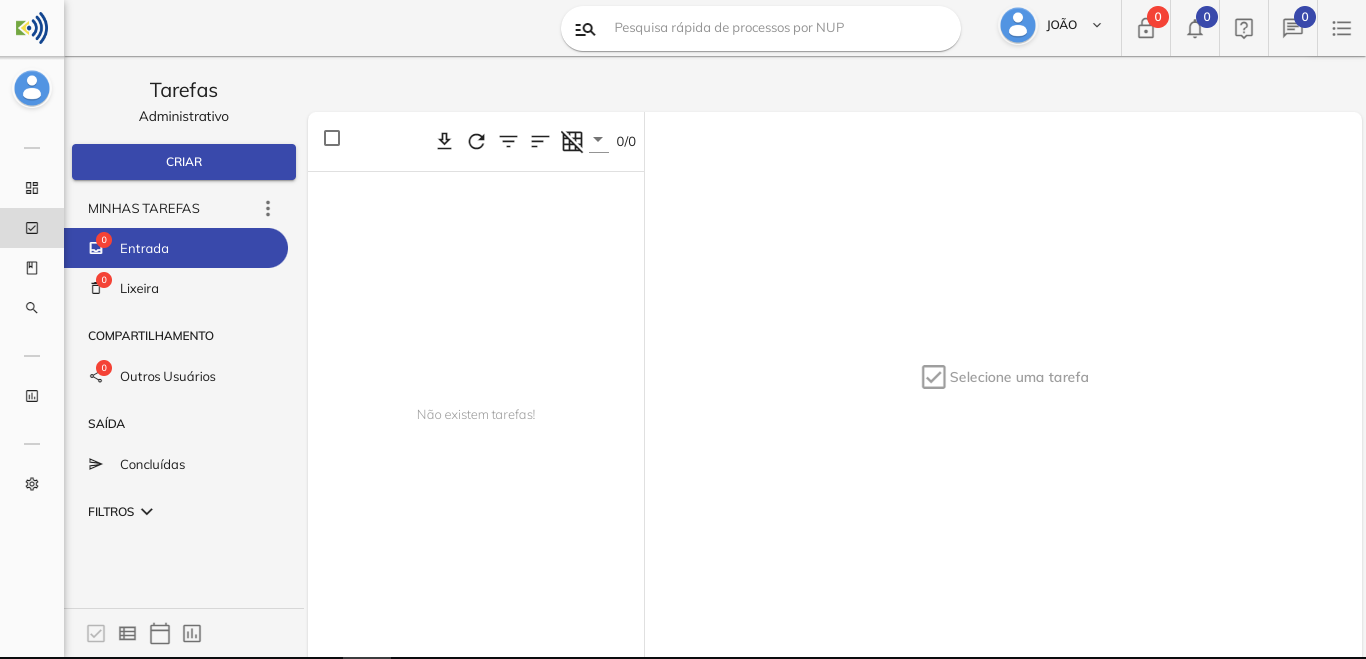 Pesquisa rápida de processos por NUP
JOÃO
0
0
0
Tarefas
Administrativo
CRIAR
MINHAS TAREFAS
0
Entrada
0
Lixeira
COMPARTILHAMENTO
0
Outros Usuários
SAÍDA
Concluídas
FILTROS
0/0
Não existem tarefas!
Selecione uma tarefa